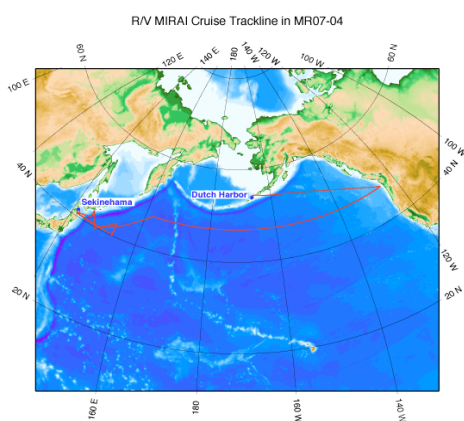 R/V MIRAI Cruise Trackline in MR07-04
60 N
100 E
120 E
140 E
180
140 W
120 W
100 W
60 N
40 N
100 W
40 N
Sekinehama
Dutch Harbor
120 W
20 N
20 N
160 E
180
160 W
140 W